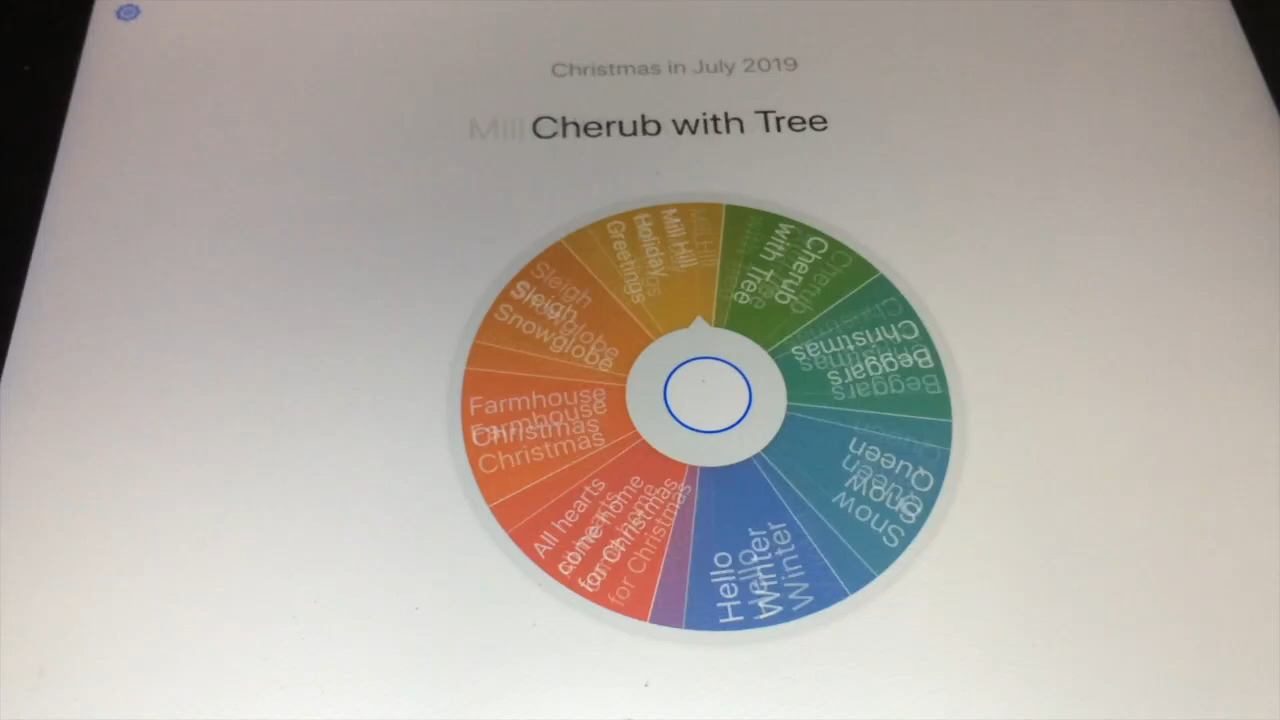 Christmas in July 2019
Mill Cherub with Tree
Mill Hill
Holiday
Greetings
Cherub
with Tree
Christmas
Beggars
Snow
Queen
Hello
Winter
All hearts
come home
for Christmas
Farmhouse
Christmas
Sleigh
Snowglobe